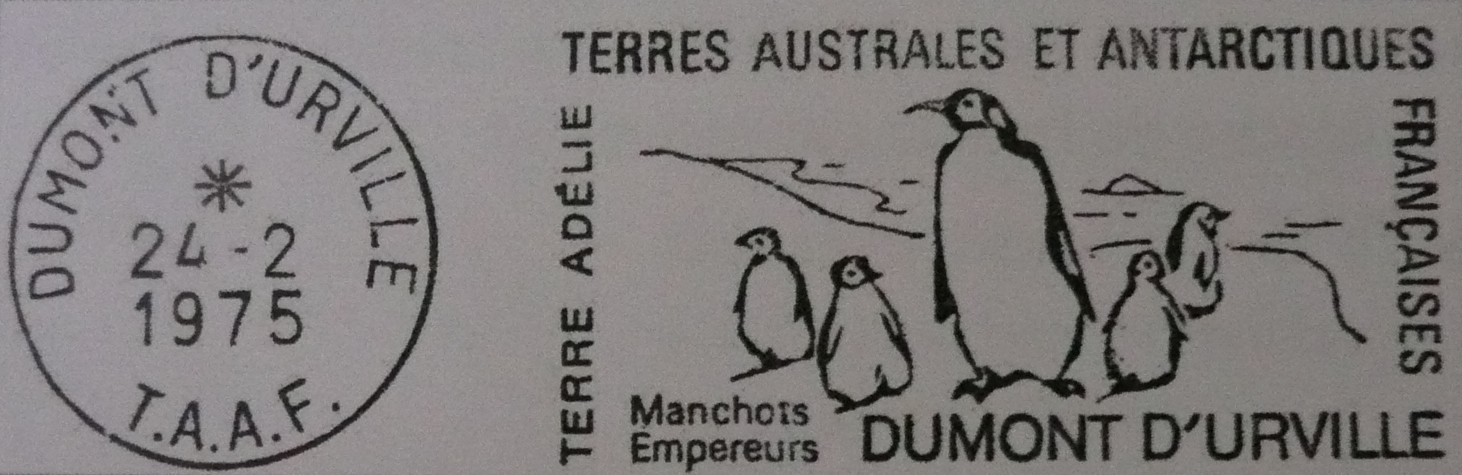 DUMONT D'URVILLE
*
24-2
1975
T.A.A.F.
TERRES AUSTRALES ET ANTARCTIQUES
FRANÇAISES
TERRE ADÉLIE
Manchots
Empereurs
DUMONT D'URVILLE